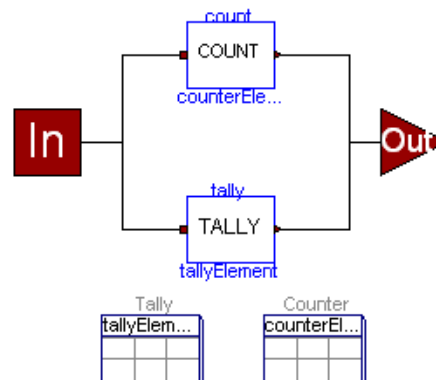 count
COUNT
counterEle...
In
Out
tally
TALLY
tallyElement
Tally
Counter
tallyElem...
counterEl...